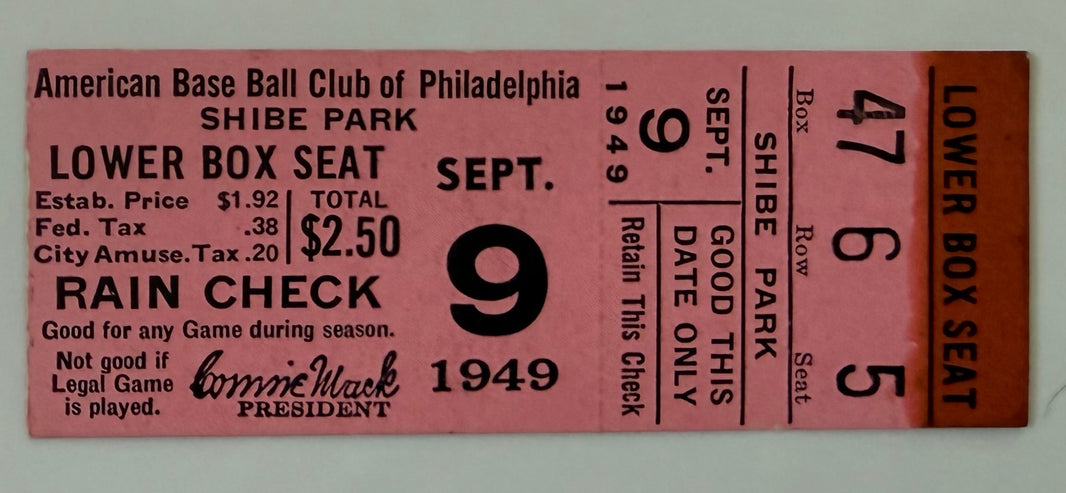 American Base Ball Club of Philadelphia
SHIBE PARK
LOWER BOX SEAT
Estab. Price $1.92
Fed. Tax .38
City Amuse. Tax .20
TOTAL
$2.50
RAIN CHECK
Good for any Game during season.
Not good if
Legal Game
is played.
Connie Mack
PRESIDENT
SEPT.
9
1949
SEPT.
9
1949
GOOD THIS
DATE ONLY
Retain This Check
SHIBE PARK
Box Row Seat
47 6 5
LOWER BOX SEAT